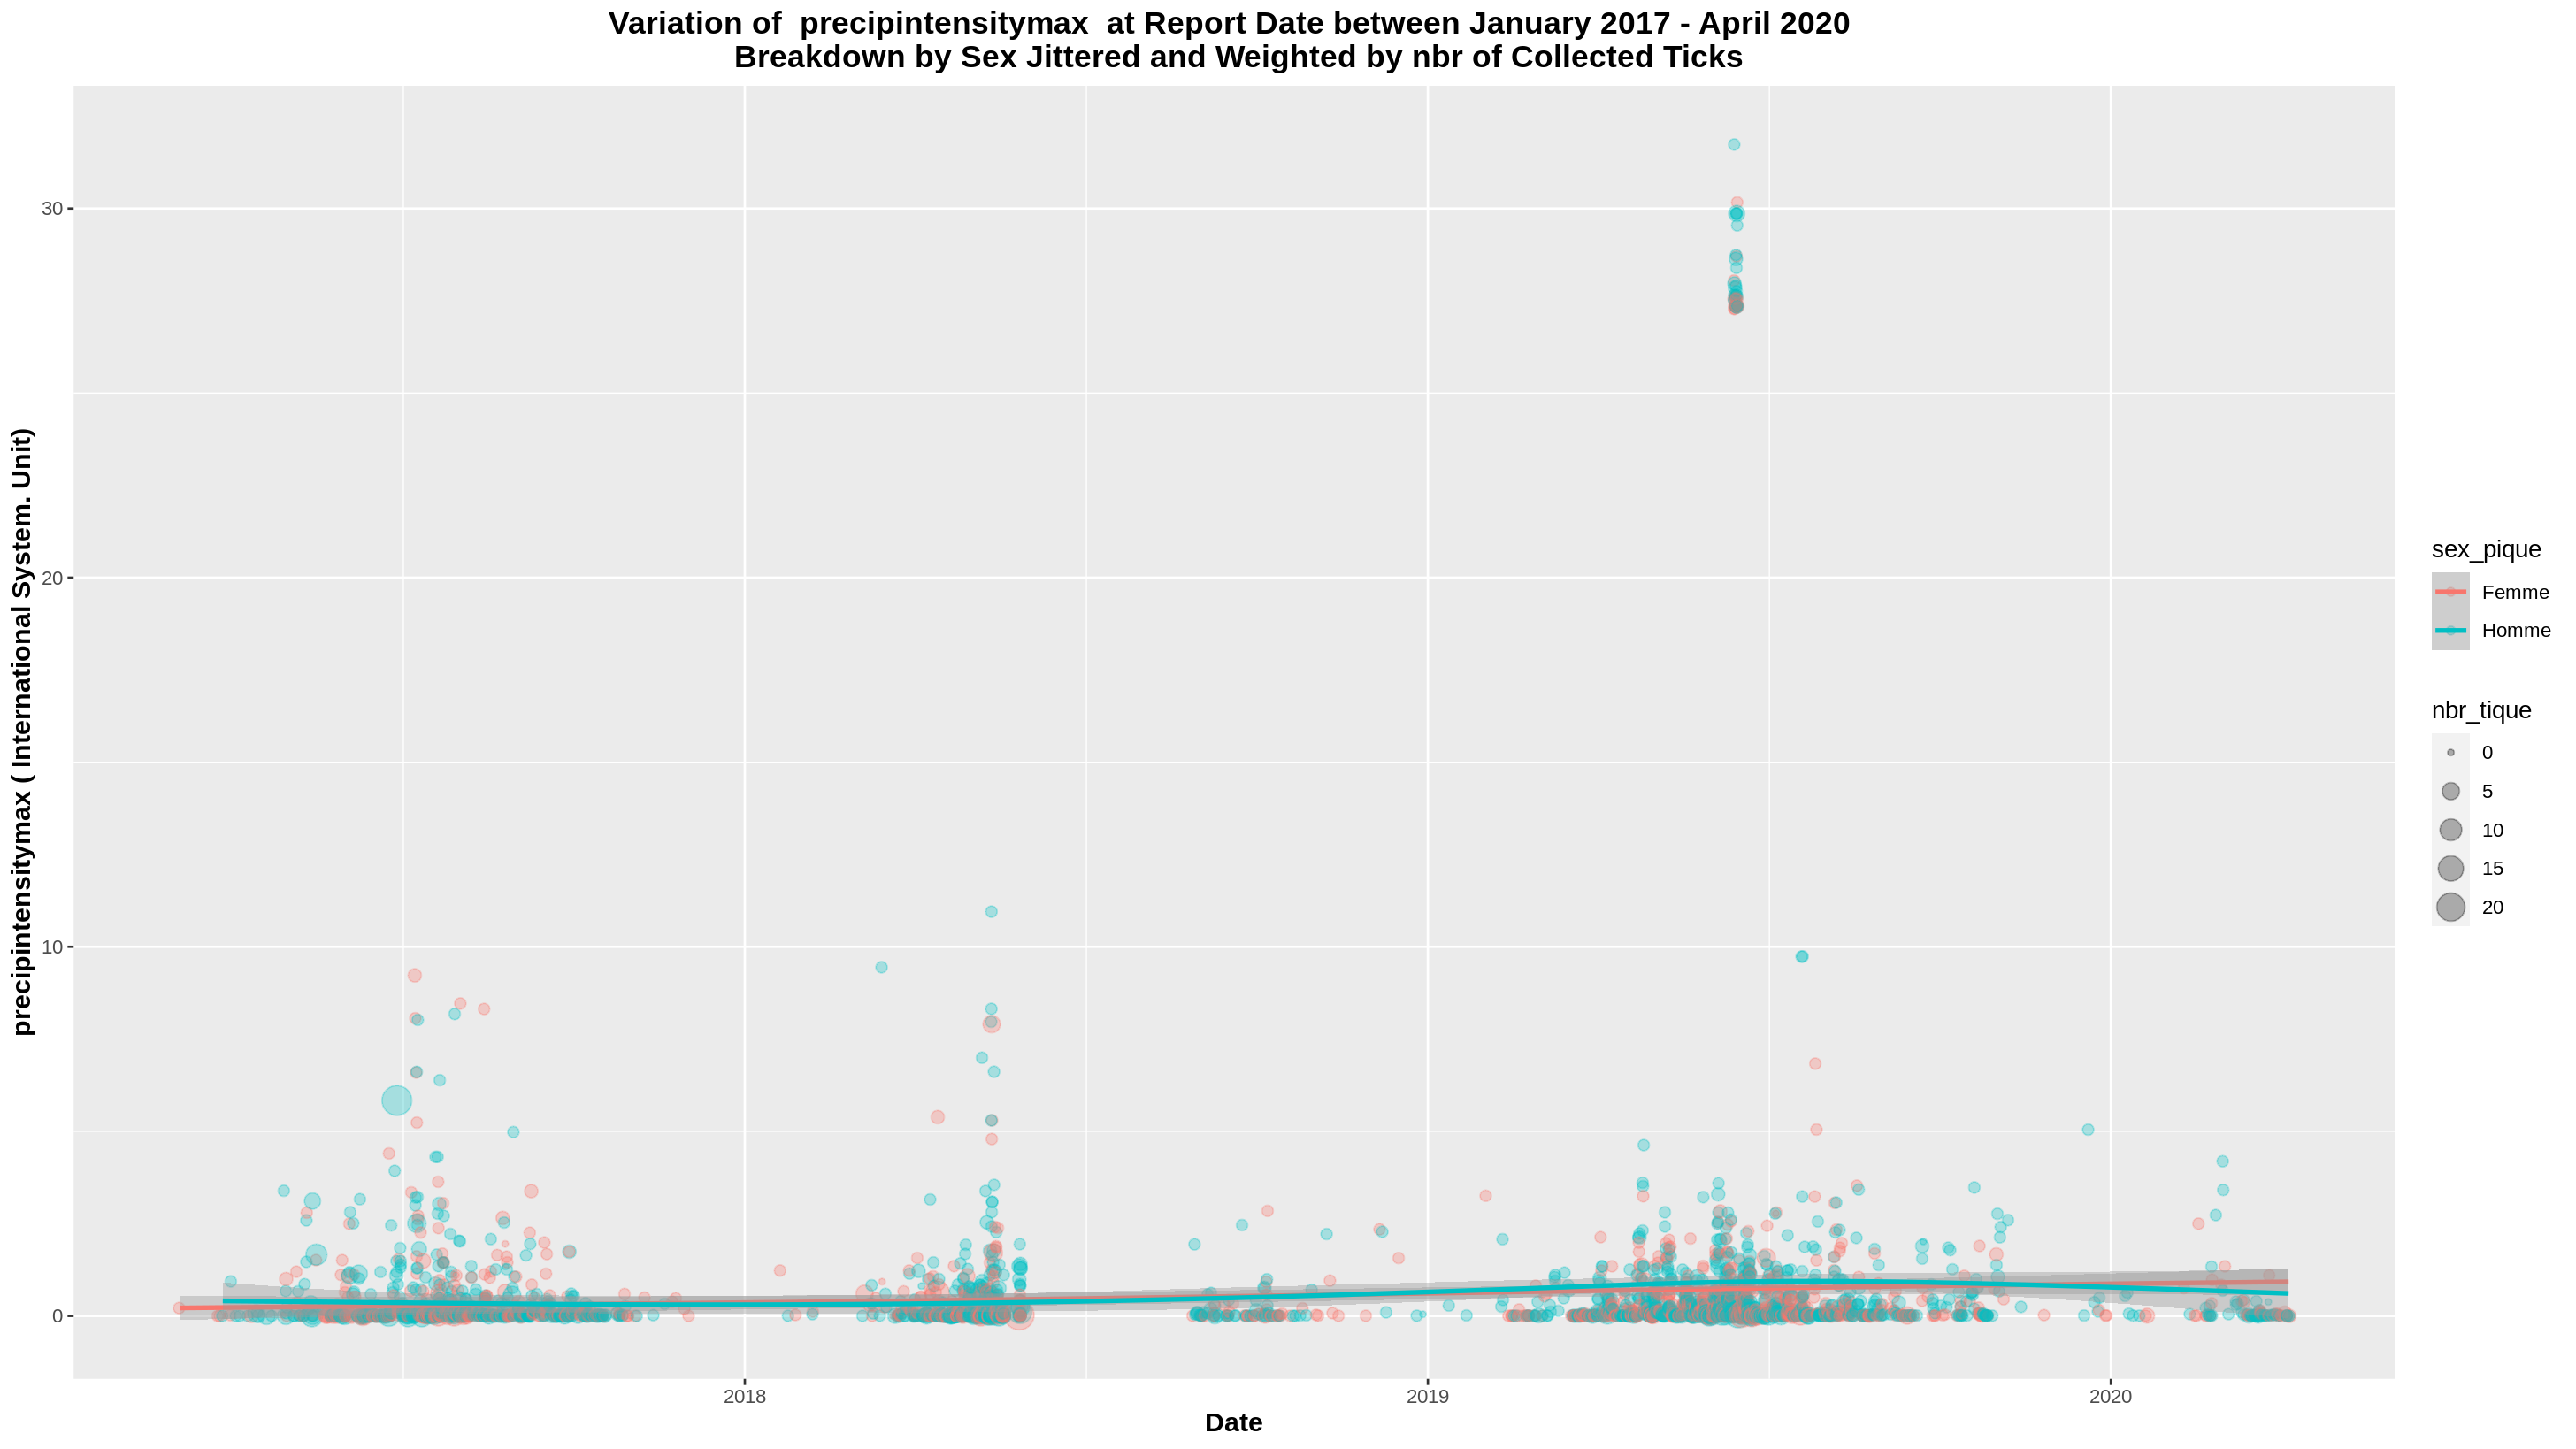 Variation of  precipintensitymax  at Report Date between January 2017 - April 2020
Breakdown by Sex Jittered and Weighted by nbr of Collected Ticks
precipintensitymax ( International System. Unit)
30
20
10
0
2018
2019
2020
Date
sex_pique
Femme
Homme
nbr_tique
0
5
10
15
20